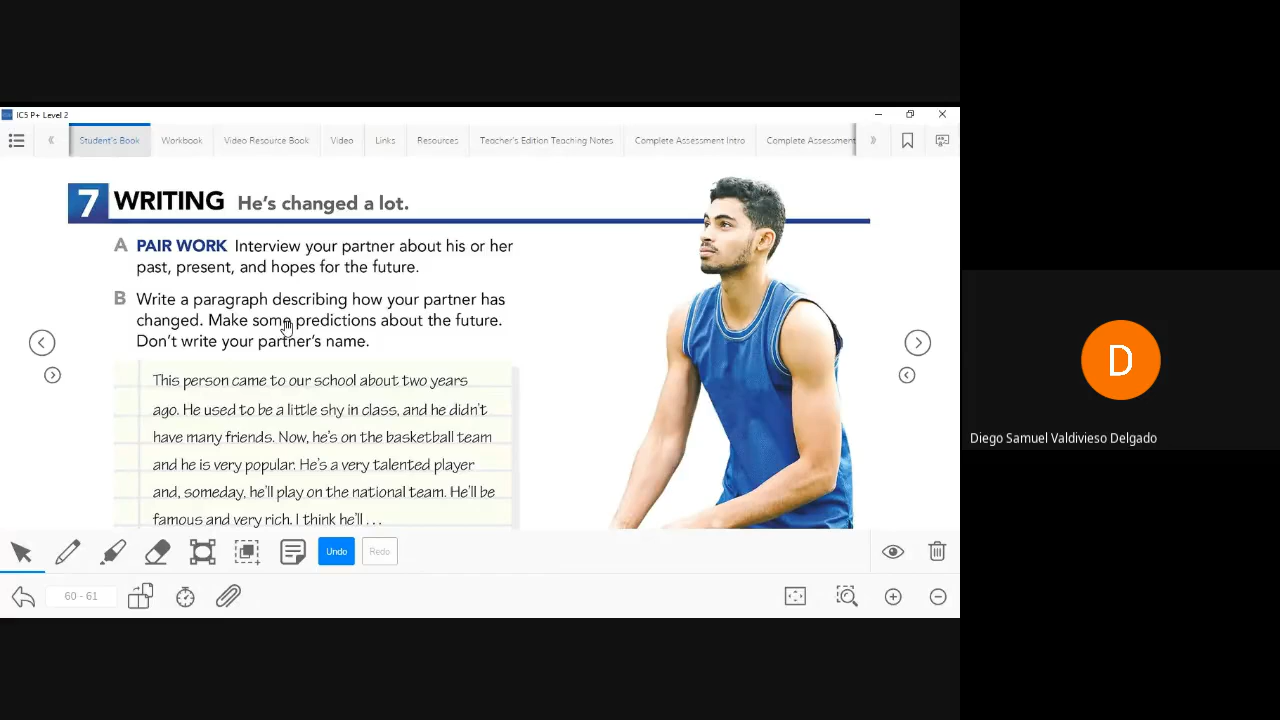 IC5 P+ Level 2
Student's Book
Workbook
Video Resource Book
Video
Links
Resources
Teacher's Edition Teaching Notes
Complete Assessment Intro
Complete Assessment
7 WRITING He's changed a lot.
A PAIR WORK Interview your partner about his or her
past, present, and hopes for the future.
B Write a paragraph describing how your partner has
changed. Make some predictions about the future.
Don't write your partner's name.
This person came to our school about two years
ago. He used to be a little shy in class, and he didn't
have many friends. Now, he's on the basketball team
and he is very popular. He's a very talented player
and, someday, he'll play on the national team. He'll be
famous and very rich. I think he'll . . .
Undo
Redo
60 - 61
D
Diego Samuel Valdivieso Delgado